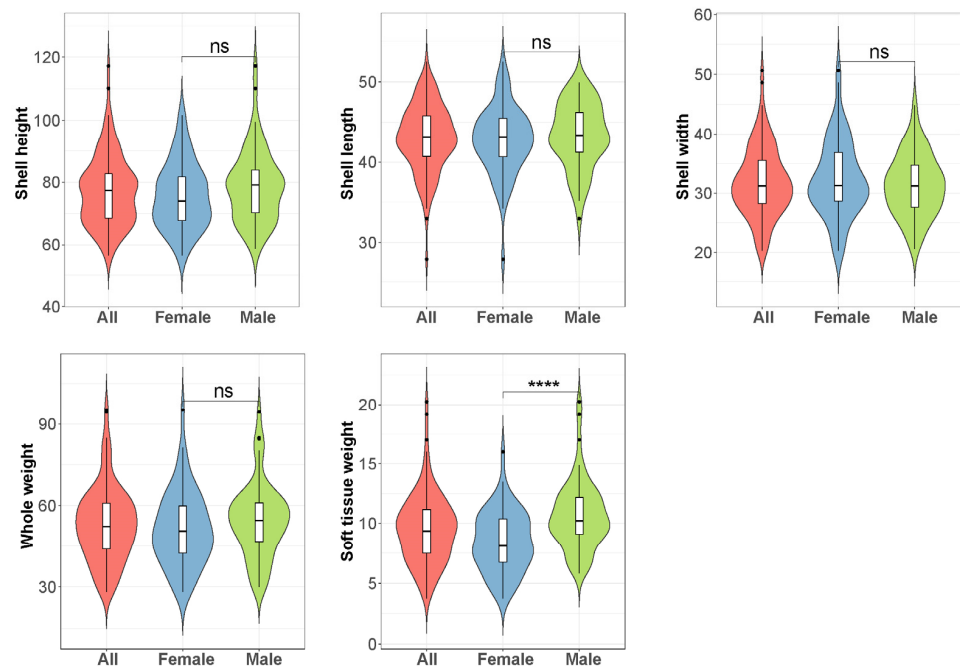 Shell height
120
100
80
60
40
ns
All Female Male
Shell length
50
40
30
ns
All Female Male
Shell width
60
50
40
30
20
ns
All Female Male
Whole weight
90
60
30
ns
All Female Male
Soft tissue weight
20
15
10
5
0
****
All Female Male